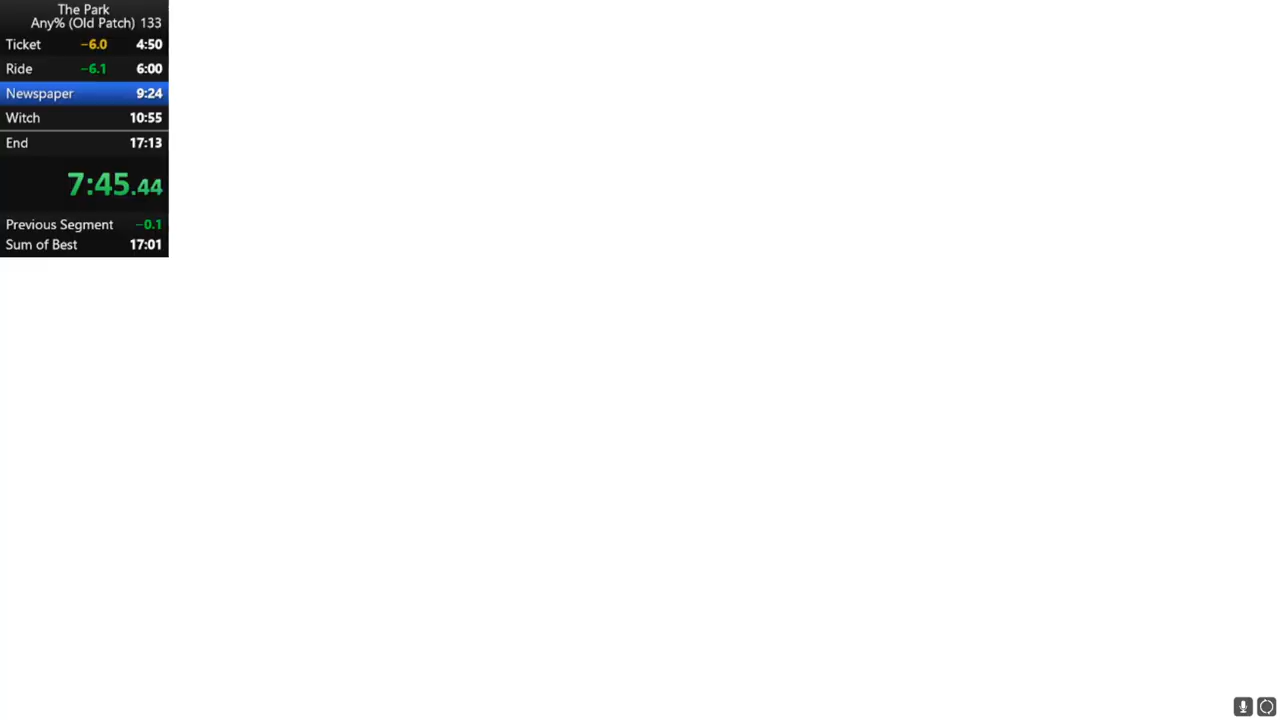 The Park
Any% (Old Patch) 133
Ticket −6.0 4:50
Ride −6.1 6:00
Newspaper 9:24
Witch 10:55
End 17:13
7:45.44
Previous Segment −0.1
Sum of Best 17:01